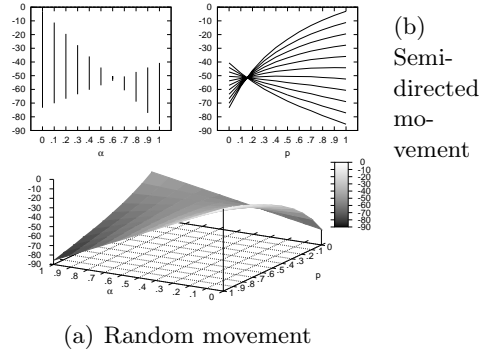 0
-10
-20
-30
-40
-50
-60
-70
-80
-90
0 .1 .2 .3 .4 .5 .6 .7 .8 .9 1
α
0
-10
-20
-30
-40
-50
-60
-70
-80
-90
0 .1 .2 .3 .4 .5 .6 .7 .8 .9 1
p
(b)
Semi-
directed
mo-
vement
0
-10
-20
-30
-40
-50
-60
-70
-80
-90
0
-10
-20
-30
-40
-50
-60
-70
-80
-90
1 .9 .8 .7 .6 .5 .4 .3 .2 .1 0
α
1 .9 .8 .7 .6 .5 .4 .3 .2 .1 0
p
(a) Random movement